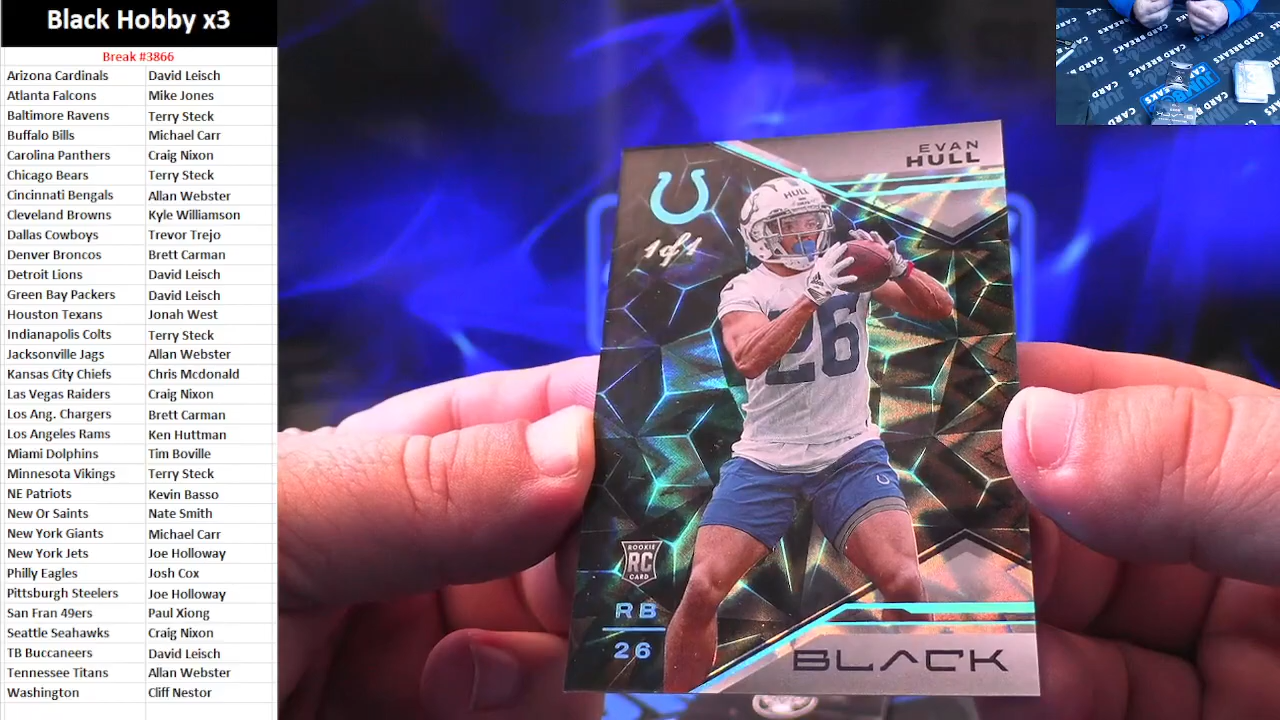 Black Hobby x3
Break #3866
Arizona Cardinals David Leisch
Atlanta Falcons Mike Jones
Baltimore Ravens Terry Steck
Buffalo Bills Michael Carr
Carolina Panthers Craig Nixon
Chicago Bears Terry Steck
Cincinnati Bengals Allan Webster
Cleveland Browns Kyle Williamson
Dallas Cowboys Trevor Trejo
Denver Broncos Brett Carman
Detroit Lions David Leisch
Green Bay Packers David Leisch
Houston Texans Jonah West
Indianapolis Colts Terry Steck
Jacksonville Jags Allan Webster
Kansas City Chiefs Chris Mcdonald
Las Vegas Raiders Craig Nixon
Los Ang. Chargers Brett Carman
Los Angeles Rams Ken Huttman
Miami Dolphins Tim Boville
Minnesota Vikings Terry Steck
NE Patriots Kevin Basso
New Or Saints Nate Smith
New York Giants Michael Carr
New York Jets Joe Holloway
Philly Eagles Josh Cox
Pittsburgh Steelers Joe Holloway
San Fran 49ers Paul Xiong
Seattle Seahawks Craig Nixon
TB Buccaneers David Leisch
Tennessee Titans Allan Webster
Washington Cliff Nestor
EVAN
HULL
1 of 1
HULL
26
ROOKIE
RC
CARD
RB
26
BLACK
CARD BREAKS
CARD BREAKS
BLACK